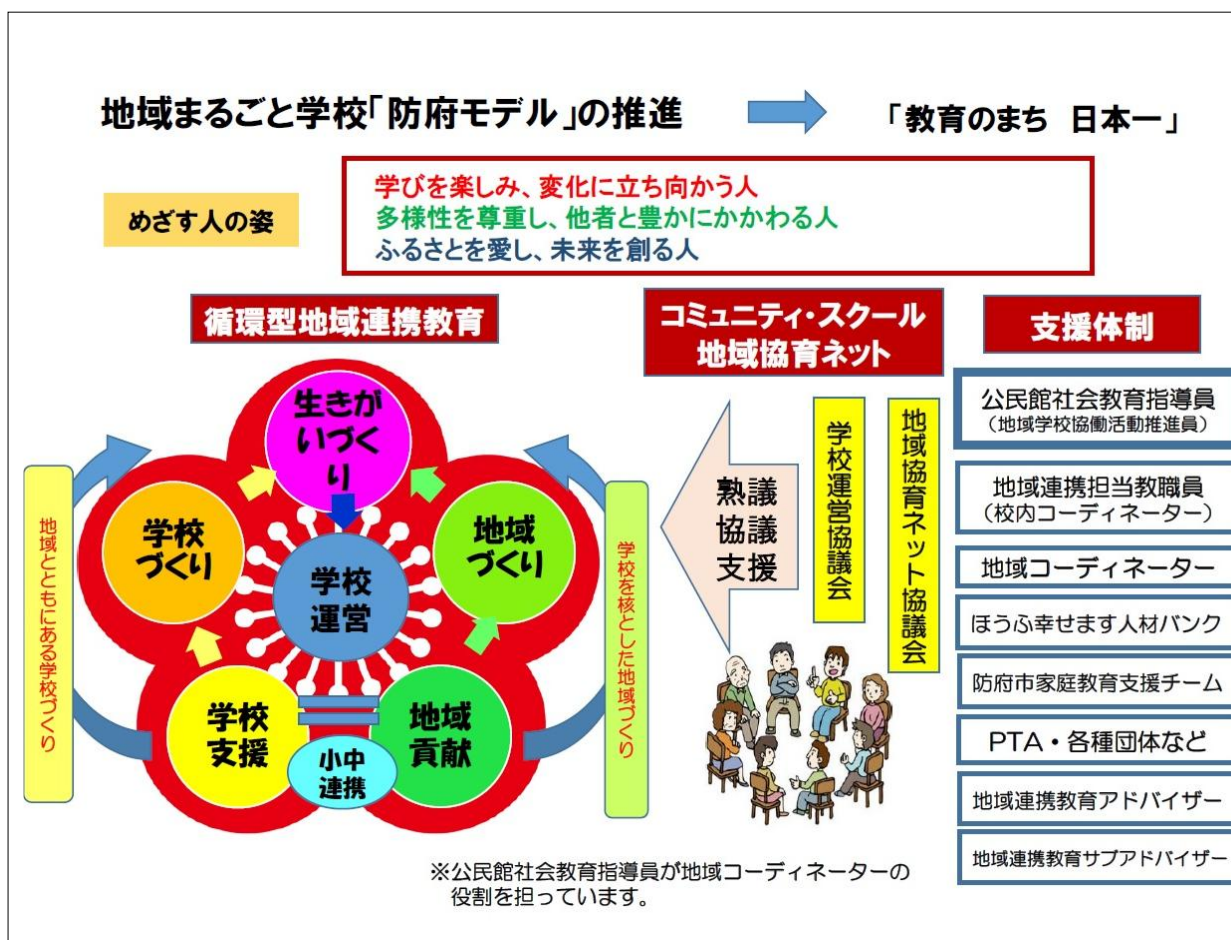 地域まるごと学校「防府モデル」の推進
「教育のまち 日本一」
めざす人の姿
学びを楽しみ、変化に立ち向かう人
多様性を尊重し、他者と豊かにかかわる人
ふるさとを愛し、未来を創る人
循環型地域連携教育
生きが
いづく
り
学校
づくり
地域
づくり
学校
運営
学校
支援
地域
貢献
小中
連携
地域とともにある学校づくり
学校を核とした地域づくり
コミュニティ・スクール
地域協育ネット
熟議
協議
支援
学校運営協議会
地域協育ネット協議会
支援体制
公民館社会教育指導員
（地域学校協働活動推進員）
地域連携担当教職員
（校内コーディネーター）
地域コーディネーター
ほうふ幸せます人材バンク
防府市家庭教育支援チーム
PTA・各種団体など
地域連携教育アドバイザー
地域連携教育サブアドバイザー
※公民館社会教育指導員が地域コーディネーターの
役割を担っています。